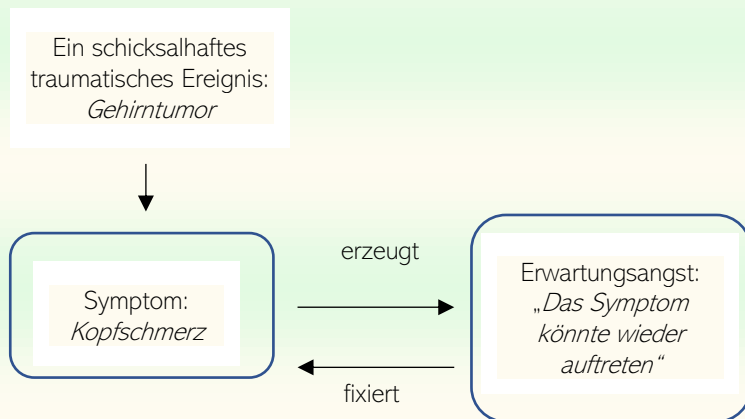 Ein schicksalhaftes
traumatisches Ereignis:
Gehirntumor
erzeugt
Symptom:
Kopfschmerz
Erwartungsangst:
„Das Symptom
könnte wieder
auftreten“
fixiert